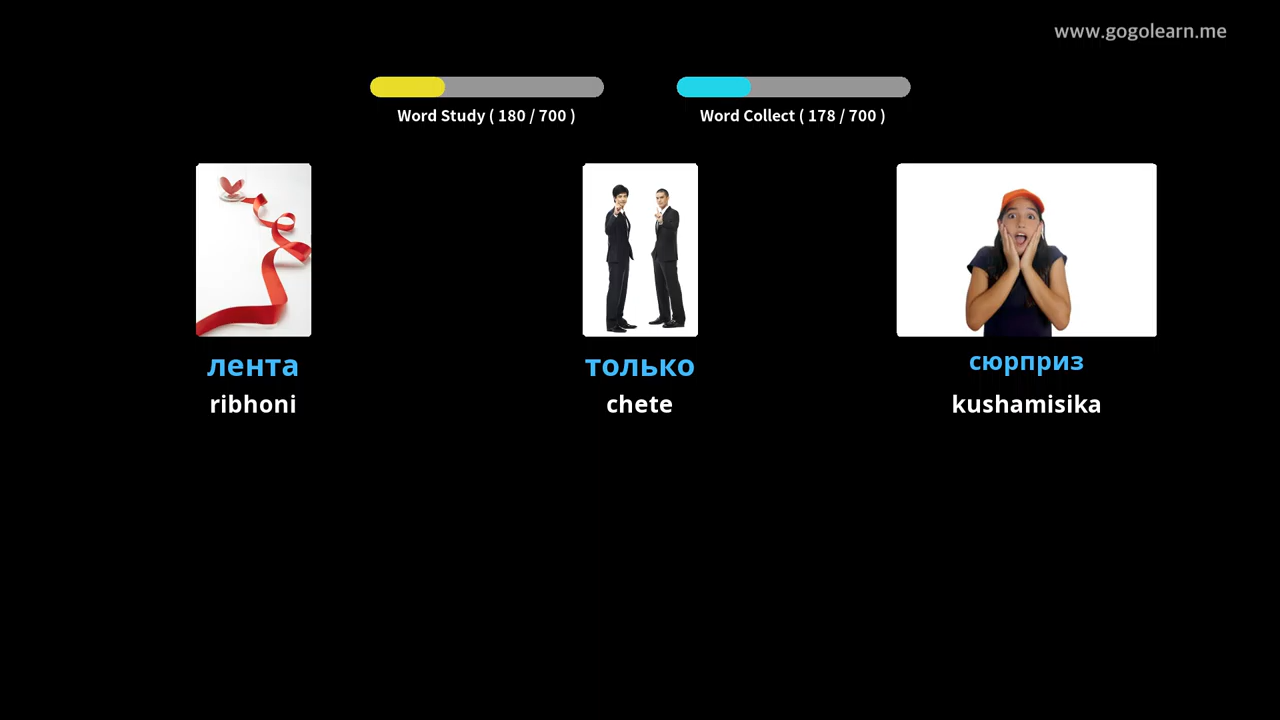 www.gogolearn.me
Word Study ( 180 / 700 )
Word Collect ( 178 / 700 )
лента
ribhoni
только
chete
сюрприз
kushamisika